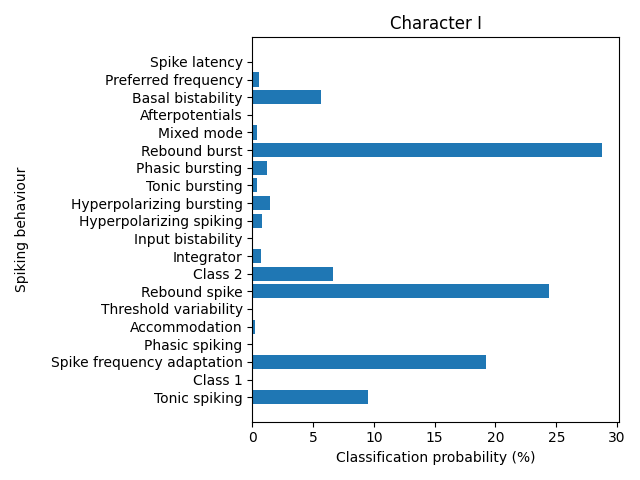 Character I
Spiking behaviour
Spike latency
Preferred frequency
Basal bistability
Afterpotentials
Mixed mode
Rebound burst
Phasic bursting
Tonic bursting
Hyperpolarizing bursting
Hyperpolarizing spiking
Input bistability
Integrator
Class 2
Rebound spike
Threshold variability
Accommodation
Phasic spiking
Spike frequency adaptation
Class 1
Tonic spiking
0 5 10 15 20 25 30
Classification probability (%)